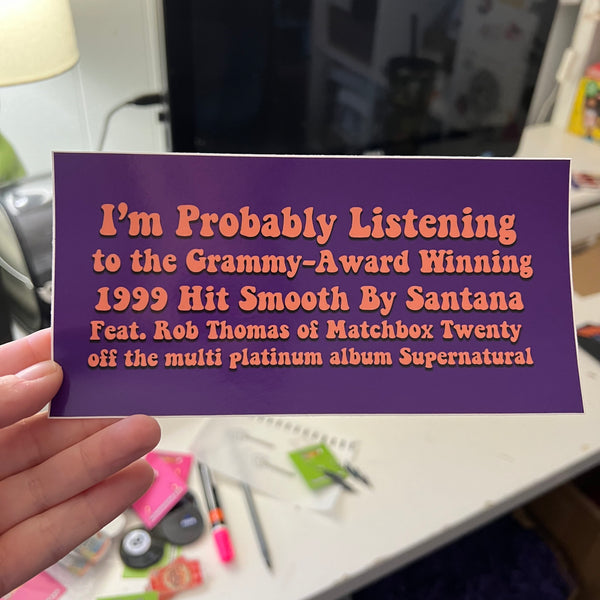 I'm Probably Listening
to the Grammy-Award Winning
1999 Hit Smooth By Santana
Feat. Rob Thomas of Matchbox Twenty
off the multi platinum album Supernatural